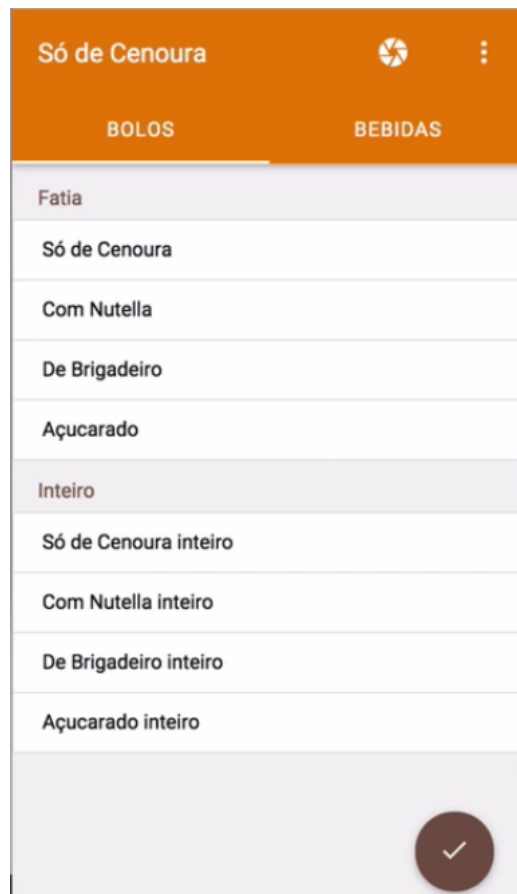 Só de Cenoura
BOLOS BEBIDAS
Fatia
Só de Cenoura
Com Nutella
De Brigadeiro
Açucarado
Inteiro
Só de Cenoura inteiro
Com Nutella inteiro
De Brigadeiro inteiro
Açucarado inteiro